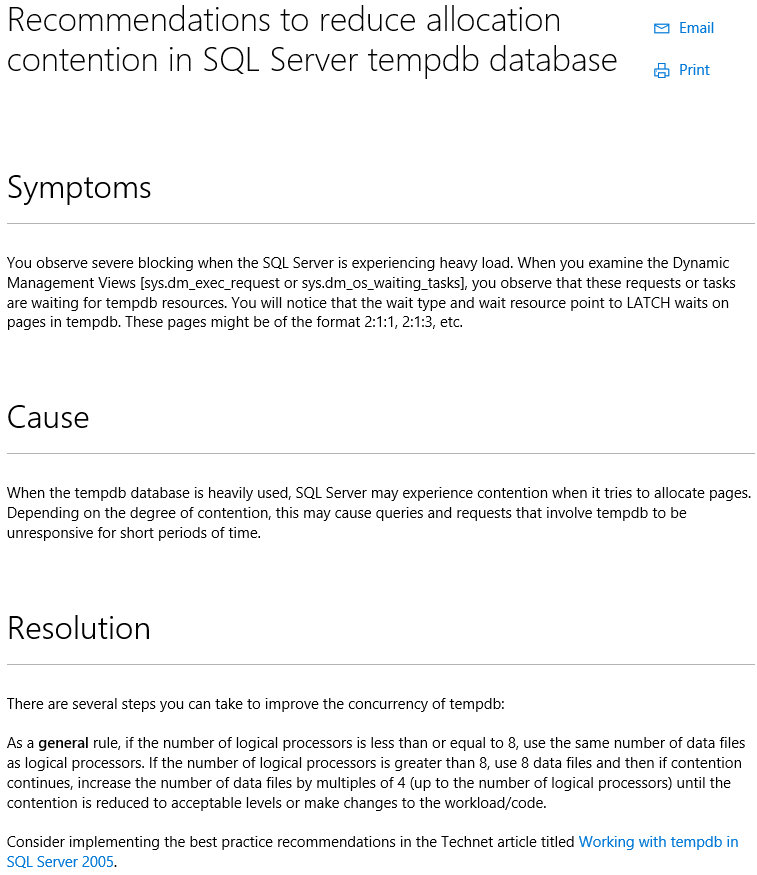 Recommendations to reduce allocation
contention in SQL Server tempdb database
Email
Print
Symptoms
You observe severe blocking when the SQL Server is experiencing heavy load. When you examine the Dynamic
Management Views [sys.dm_exec_request or sys.dm_os_waiting_tasks], you observe that these requests or tasks
are waiting for tempdb resources. You will notice that the wait type and wait resource point to LATCH waits on
pages in tempdb. These pages might be of the format 2:1:1, 2:1:3, etc.
Cause
When the tempdb database is heavily used, SQL Server may experience contention when it tries to allocate pages.
Depending on the degree of contention, this may cause queries and requests that involve tempdb to be
unresponsive for short periods of time.
Resolution
There are several steps you can take to improve the concurrency of tempdb:
As a general rule, if the number of logical processors is less than or equal to 8, use the same number of data files
as logical processors. If the number of logical processors is greater than 8, use 8 data files and then if contention
continues, increase the number of data files by multiples of 4 (up to the number of logical processors) until the
contention is reduced to acceptable levels or make changes to the workload/code.
Consider implementing the best practice recommendations in the Technet article titled Working with tempdb in
SQL Server 2005.